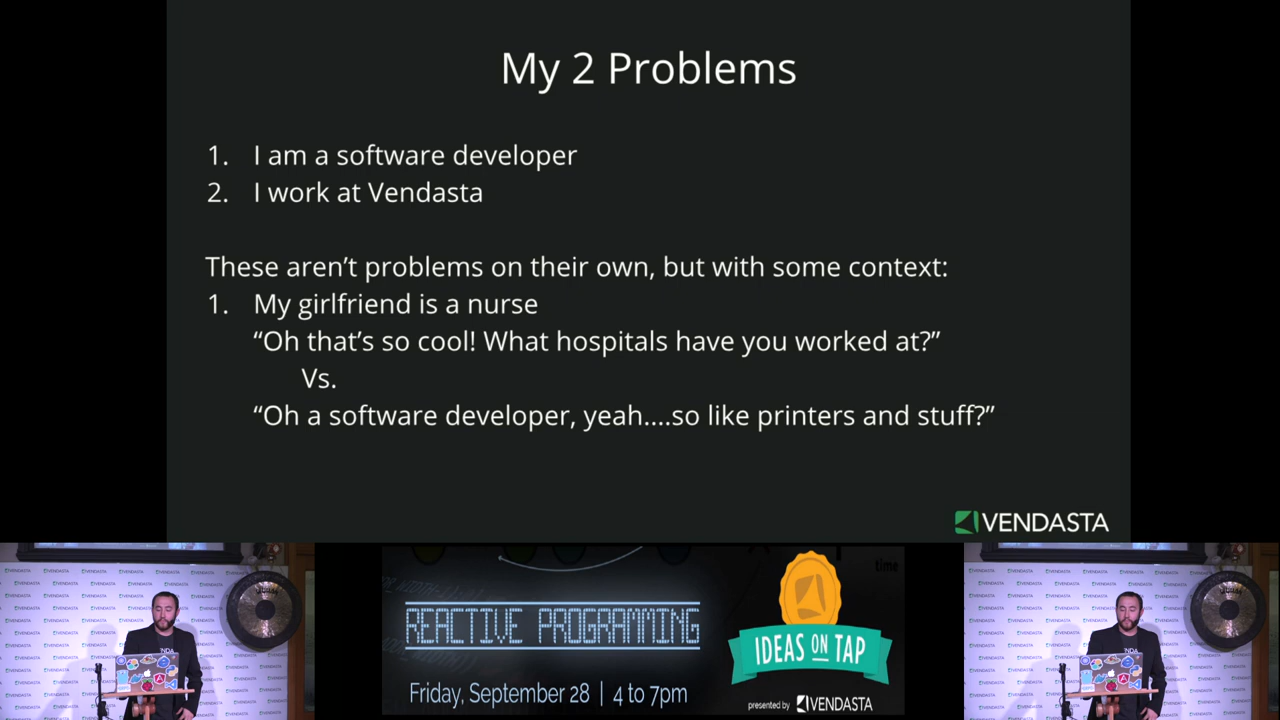 My 2 Problems
1. I am a software developer
2. I work at Vendasta
These aren’t problems on their own, but with some context:
1. My girlfriend is a nurse
“Oh that’s so cool! What hospitals have you worked at?”
Vs.
“Oh a software developer, yeah....so like printers and stuff?”
VENDASTA
time
REACTIVE PROGRAMMING
IDEAS ON TAP
Friday, September 28 | 4 to 7pm
presented by VENDASTA